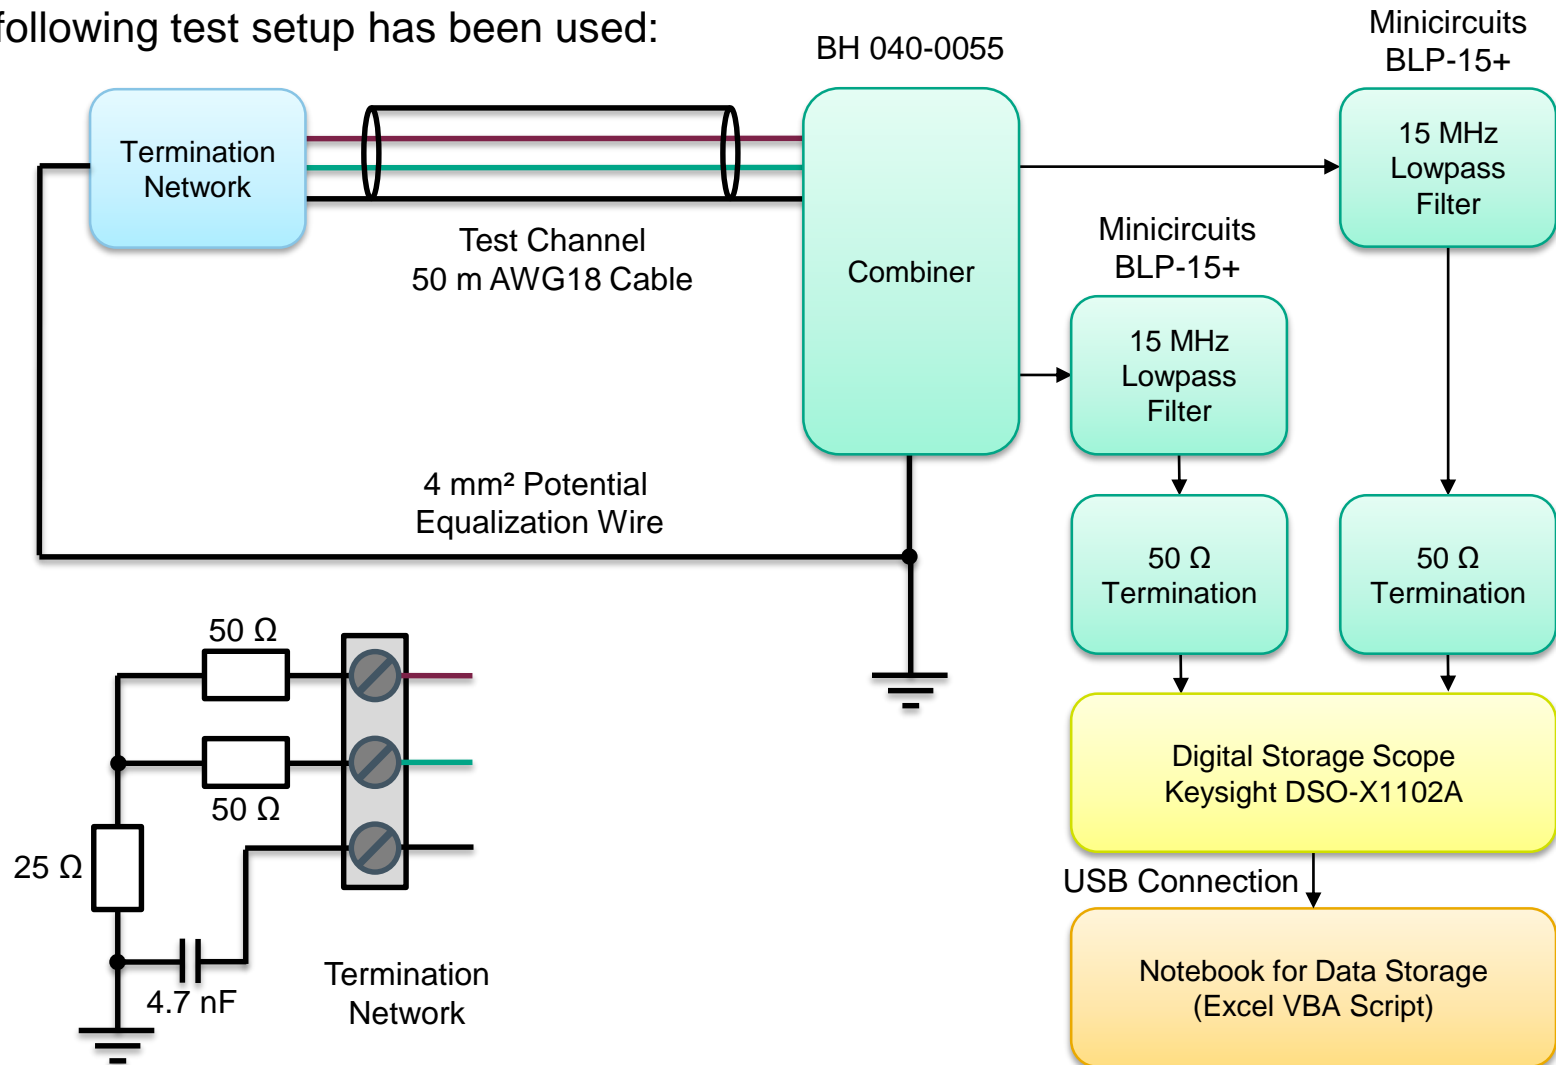 following test setup has been used:
BH 040-0055
Minicircuits
BLP-15+
Termination
Network
Test Channel
50 m AWG18 Cable
Combiner
15 MHz
Lowpass
Filter
Minicircuits
BLP-15+
15 MHz
Lowpass
Filter
4 mm² Potential
Equalization Wire
50 Ω
Termination
50 Ω
Termination
50 Ω
50 Ω
25 Ω
4.7 nF
Termination
Network
Digital Storage Scope
Keysight DSO-X1102A
USB Connection
Notebook for Data Storage
(Excel VBA Script)